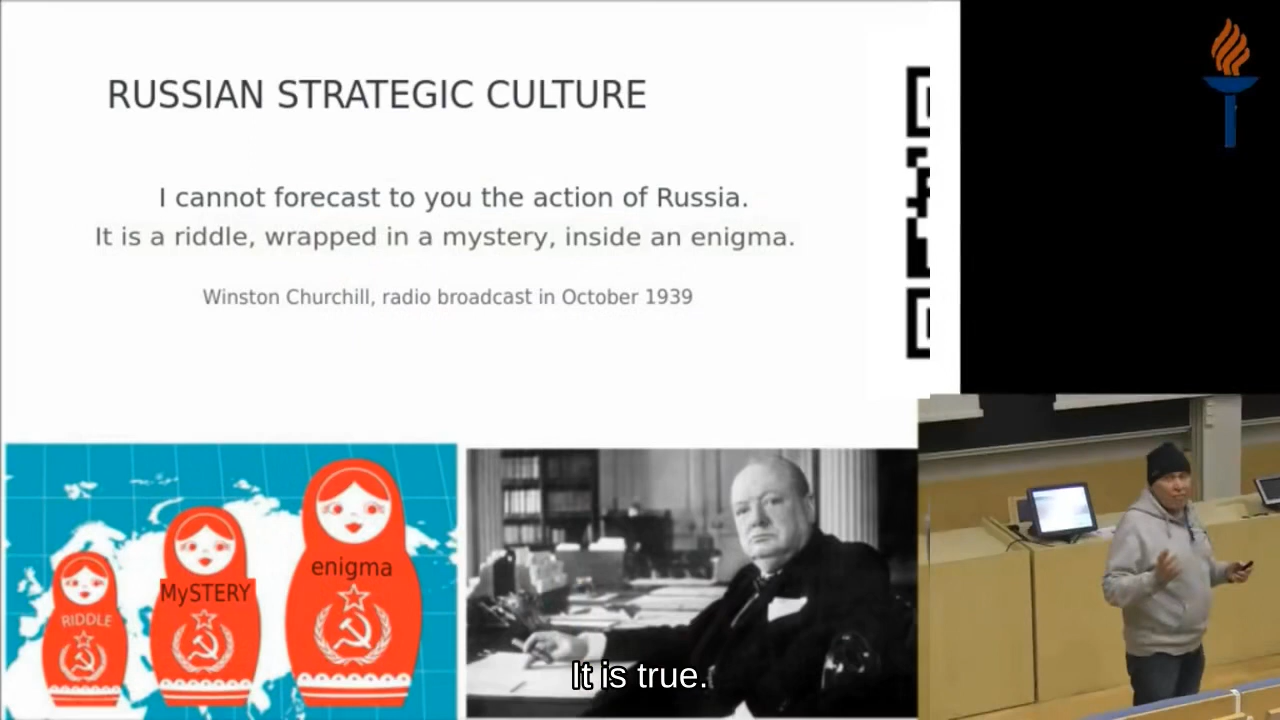 RUSSIAN STRATEGIC CULTURE
I cannot forecast to you the action of Russia.
It is a riddle, wrapped in a mystery, inside an enigma.
Winston Churchill, radio broadcast in October 1939
enigma
MySTERY
RIDDLE
It is true.